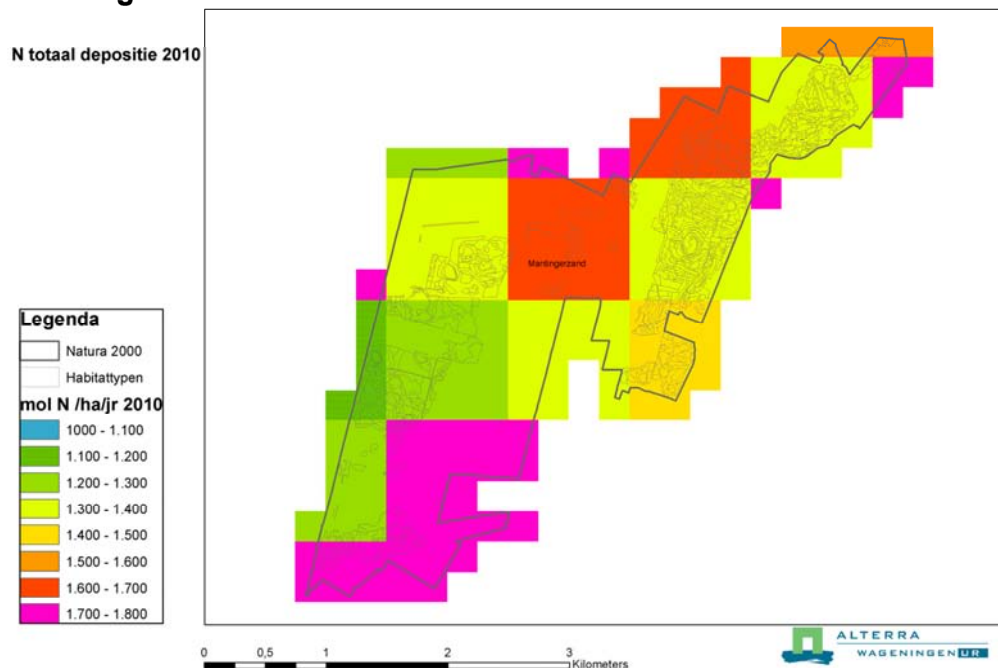 N totaal depositie 2010
Mantingerzand
Legenda
Natura 2000
Habitattypen
mol N /ha/jr 2010
1000 - 1.100
1.100 - 1.200
1.200 - 1.300
1.300 - 1.400
1.400 - 1.500
1.500 - 1.600
1.600 - 1.700
1.700 - 1.800
0 0,5 1 2 3
Kilometers
ALTERRA
WAGENINGEN UR